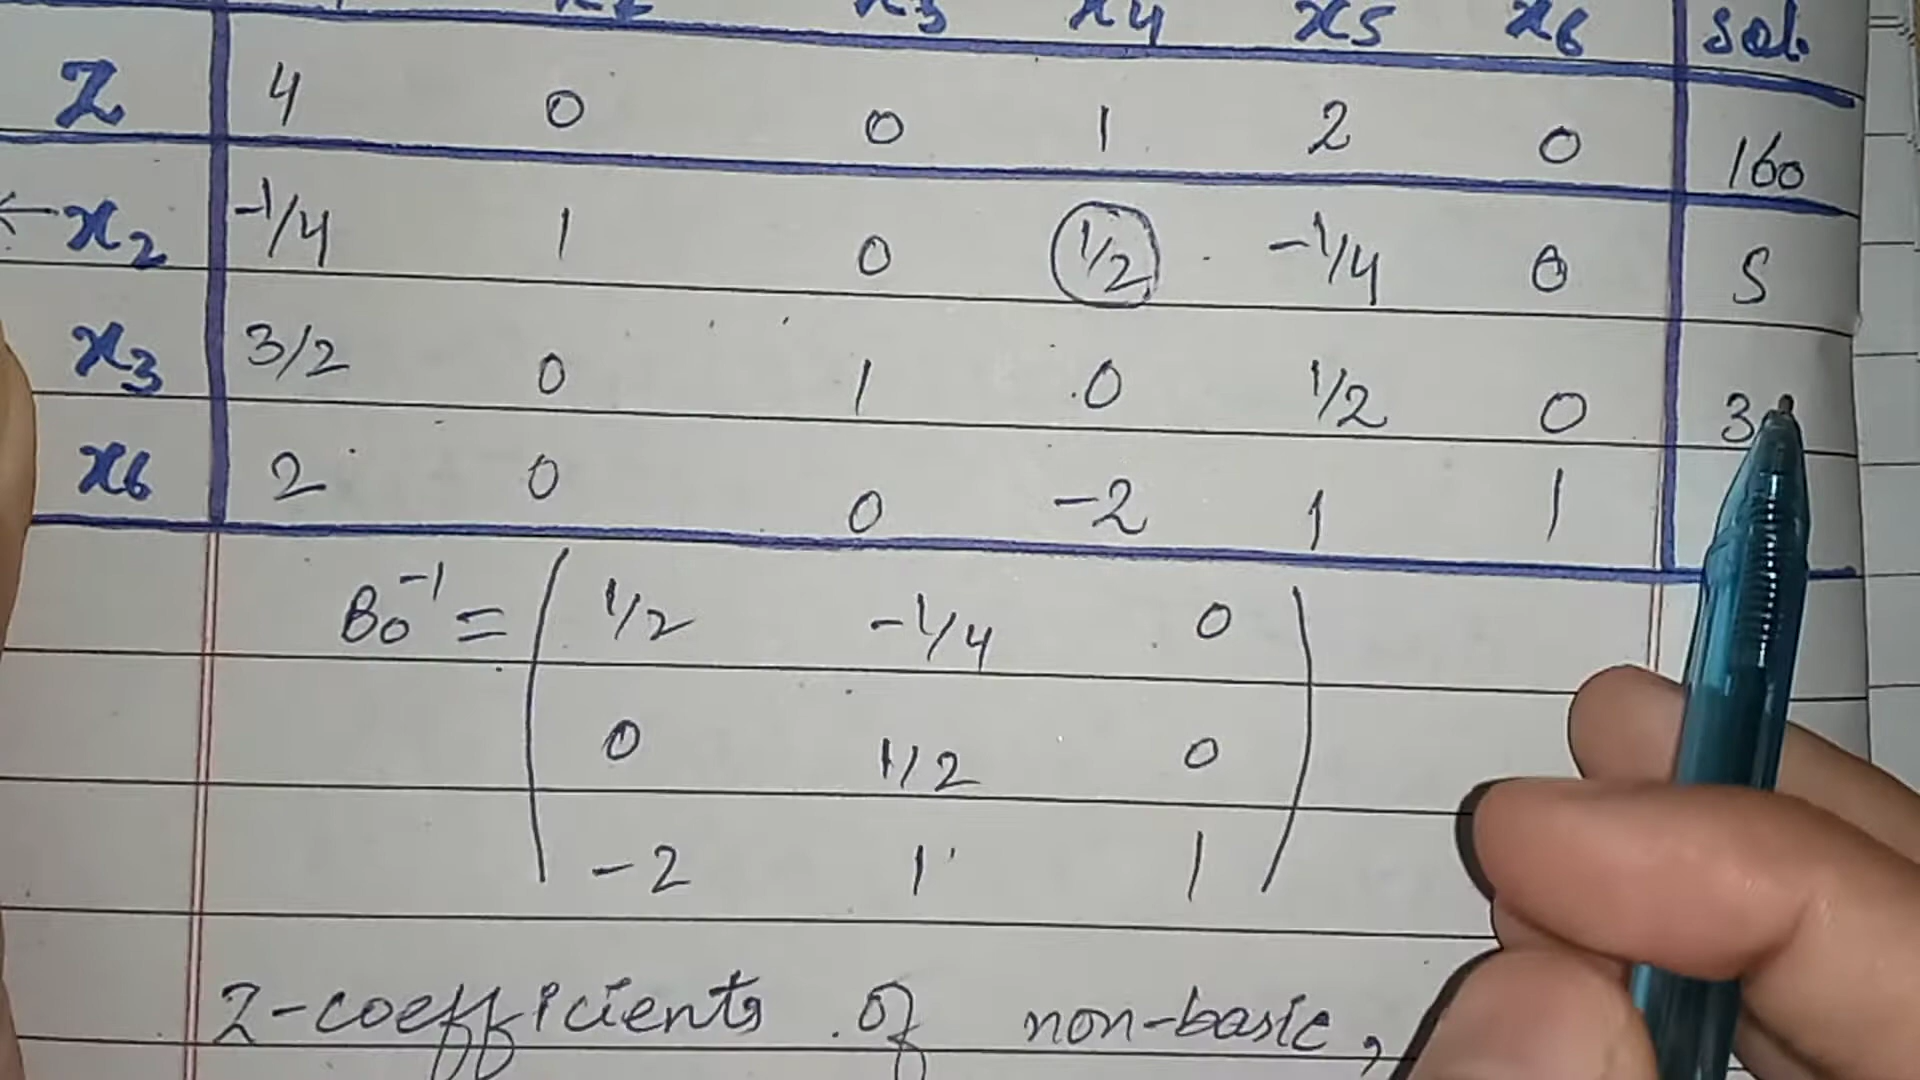 x3 x4 x5 x6 Sol.
Z 4 0 0 1 2 0 160
←x2 -1/4 1 0 1/2 -1/4 0 5
x3 3/2 0 1 0 1/2 0
x6 2 0 0 -2 1 1
B0^-1 = ( 1/2 -1/4 0
0 1/2 0
-2 1 1 )
Z-coefficients of non-basic,